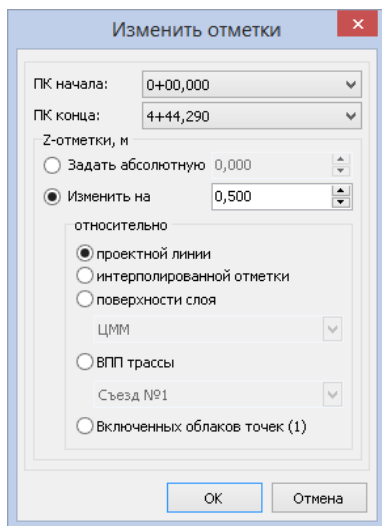 Изменить отметки
ПК начала: 0+00,000
ПК конца: 4+44,290
Z-отметки, м
Задать абсолютную 0,000
Изменить на 0,500
относительно
проектной линии
интерполированной отметки
поверхности слоя
ЦММ
ВПП трассы
Съезд №1
Включенных облаков точек (1)
OK Отмена